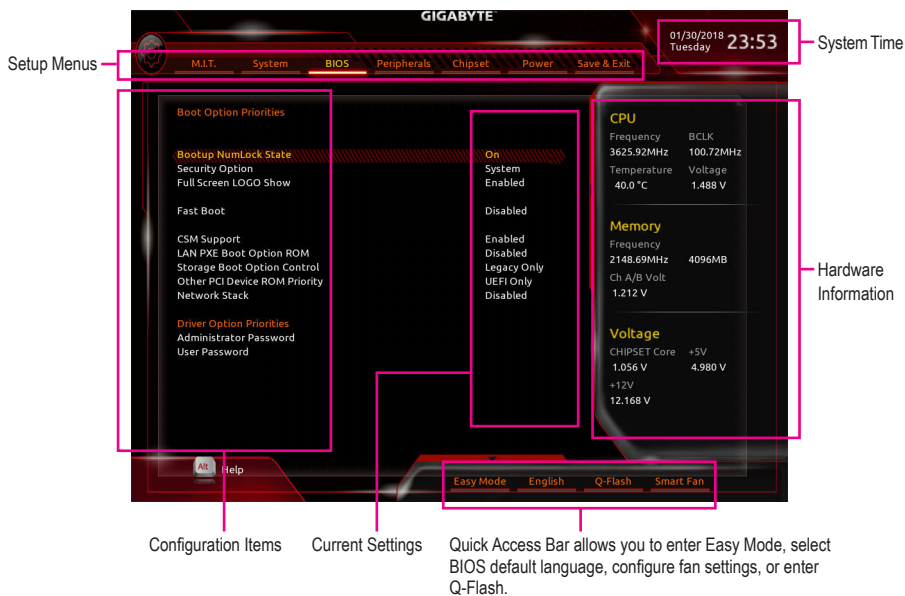 GIGABYTE
01/30/2018
Tuesday 23:53
System Time
Setup Menus
M.I.T. System BIOS Peripherals Chipset Power Save & Exit
Boot Option Priorities
Bootup NumLock State On
Security Option System
Full Screen LOGO Show Enabled
Fast Boot Disabled
CSM Support Enabled
LAN PXE Boot Option ROM Disabled
Storage Boot Option Control Legacy Only
Other PCI Device ROM Priority UEFI Only
Network Stack Disabled
Driver Option Priorities
Administrator Password
User Password
CPU
Frequency BCLK
3625.92MHz 100.72MHz
Temperature Voltage
40.0 °C 1.488 V
Memory
Frequency
2148.69MHz 4096MB
Ch A/B Volt
1.212 V
Voltage
CHIPSET Core +5V
1.056 V 4.980 V
+12V
12.168 V
Hardware
Information
Alt Help
Easy Mode English Q-Flash Smart Fan
Configuration Items
Current Settings
Quick Access Bar allows you to enter Easy Mode, select
BIOS default language, configure fan settings, or enter
Q-Flash.